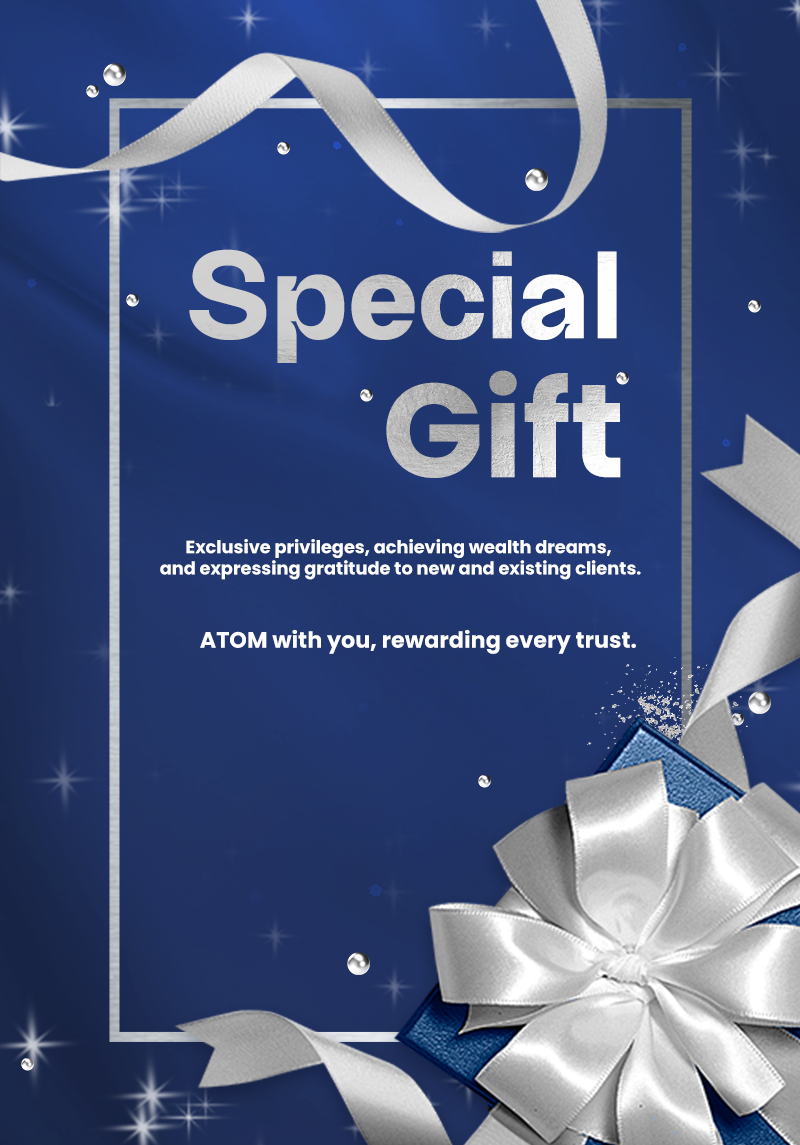 Special
Gift
Exclusive privileges, achieving wealth dreams,
and expressing gratitude to new and existing clients.
ATOM with you, rewarding every trust.